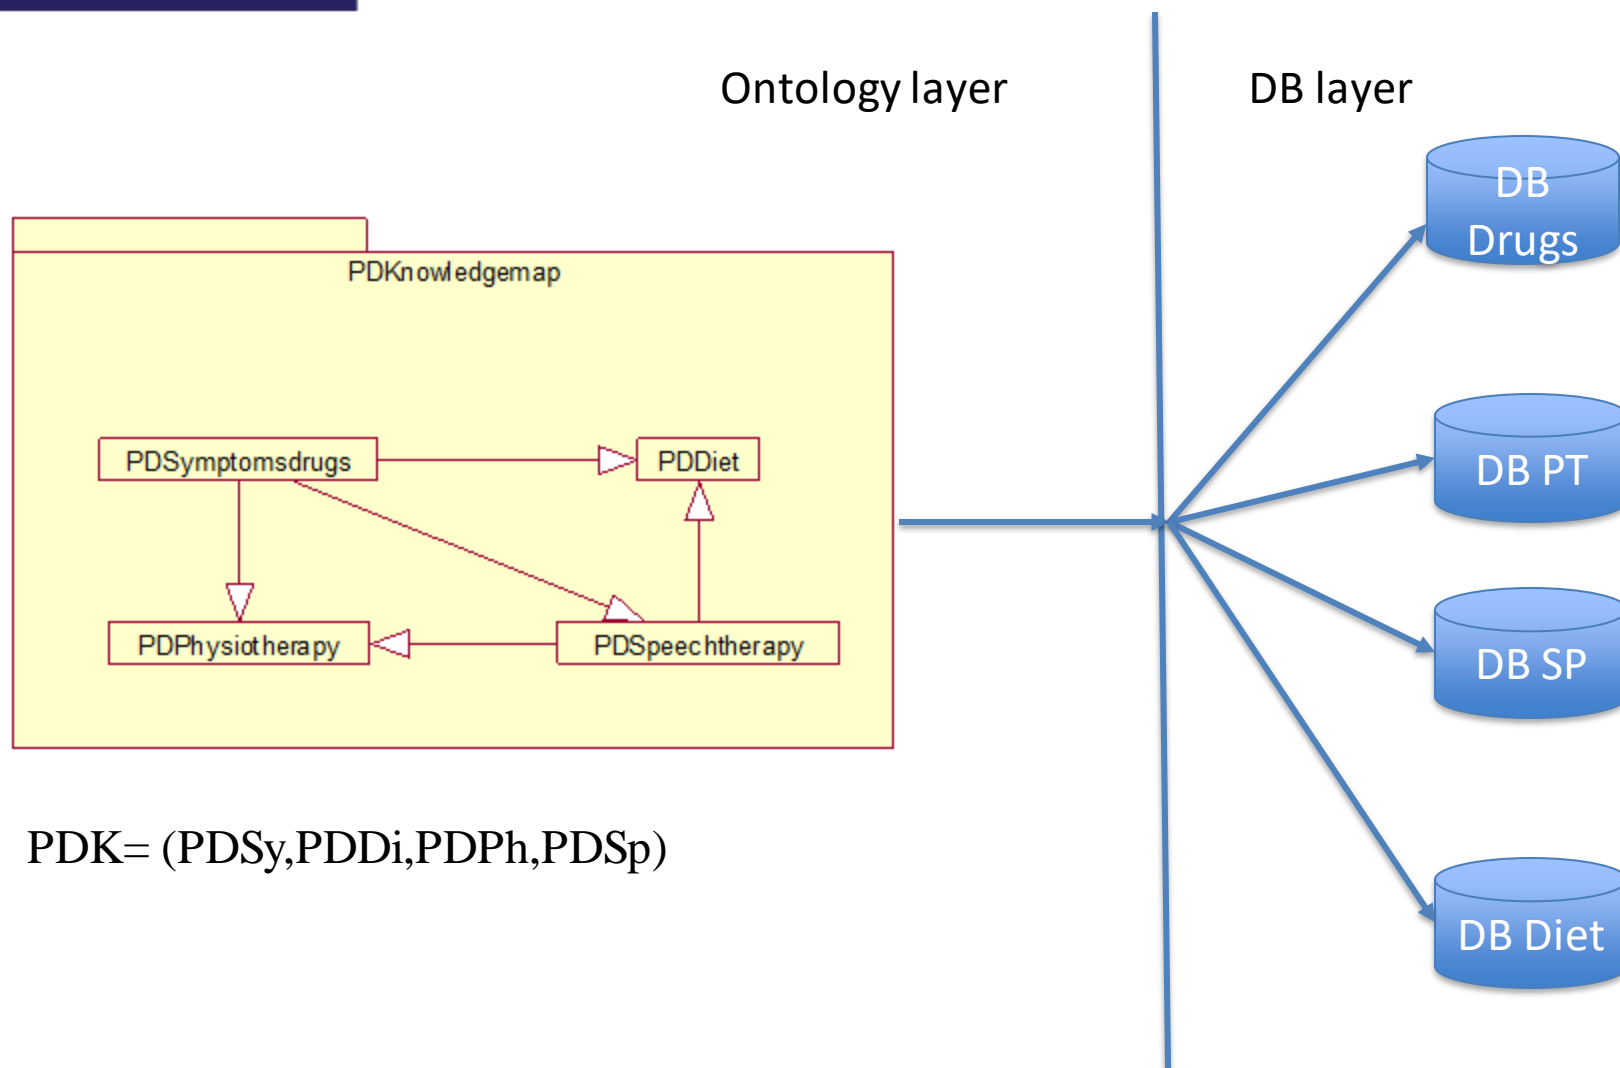 Ontology layer
DB layer
DB
Drugs
PDKnowledgemap
PDSymptomsdrugs
PDDiet
DB PT
PDPhysiotherapy
PDSpeechtherapy
DB SP
PDK= (PDSy,PDDi,PDPh,PDSp)
DB Diet